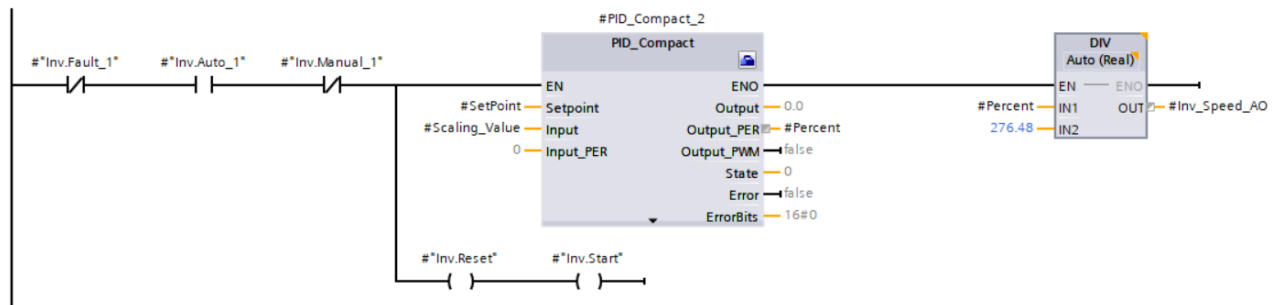 #PID_Compact_2
PID_Compact
DIV
Auto (Real)
#"Inv.Fault_1"
#"Inv.Auto_1"
#"Inv.Manual_1"
EN
ENO
EN
ENO
#SetPoint
Setpoint
Output
0.0
#Percent
IN1
OUT
#Inv_Speed_AO
#Scaling_Value
Input
Output_PER
#Percent
276.48
IN2
0
Input_PER
Output_PWM
false
State
0
Error
false
ErrorBits
16#0
#"Inv.Reset"
#"Inv.Start"